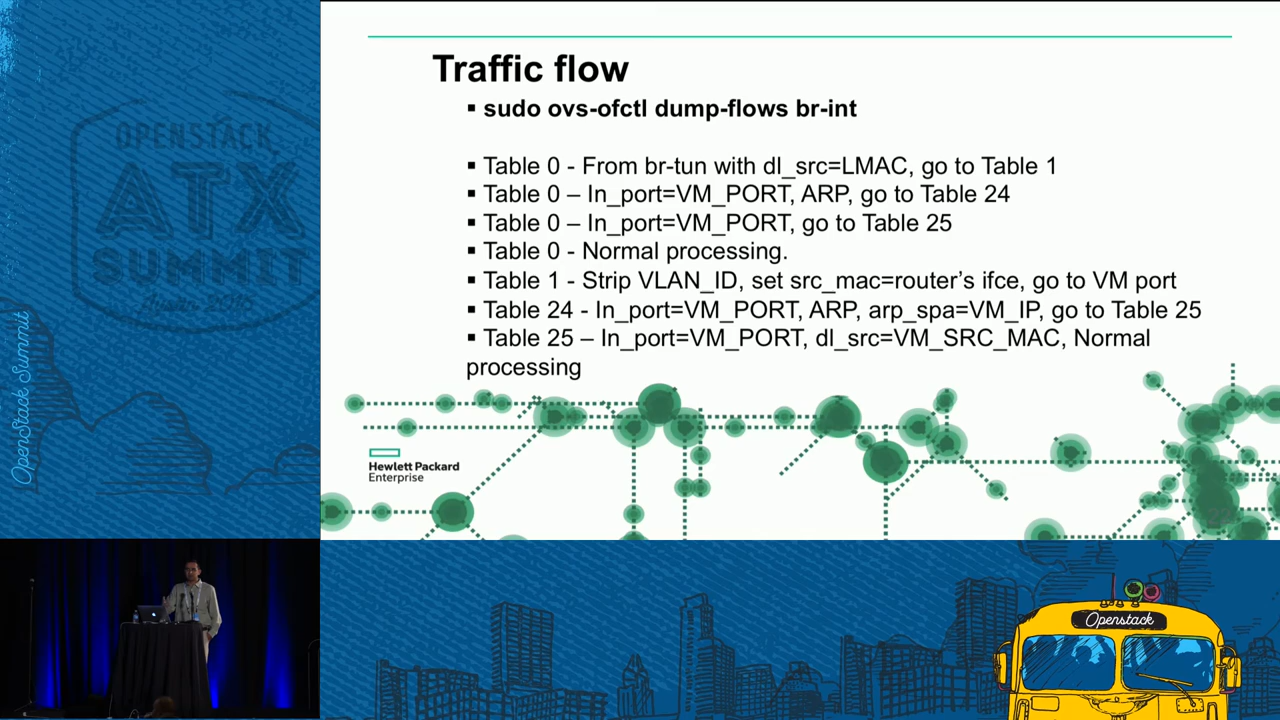 Traffic flow
▪ sudo ovs-ofctl dump-flows br-int
▪ Table 0 - From br-tun with dl_src=LMAC, go to Table 1
▪ Table 0 – In_port=VM_PORT, ARP, go to Table 24
▪ Table 0 – In_port=VM_PORT, go to Table 25
▪ Table 0 - Normal processing.
▪ Table 1 - Strip VLAN_ID, set src_mac=router’s ifce, go to VM port
▪ Table 24 - In_port=VM_PORT, ARP, arp_spa=VM_IP, go to Table 25
▪ Table 25 – In_port=VM_PORT, dl_src=VM_SRC_MAC, Normal
processing
Hewlett Packard
Enterprise
OPENSTACK
ATX
SUMMIT
OpenStack Summit
Openstack